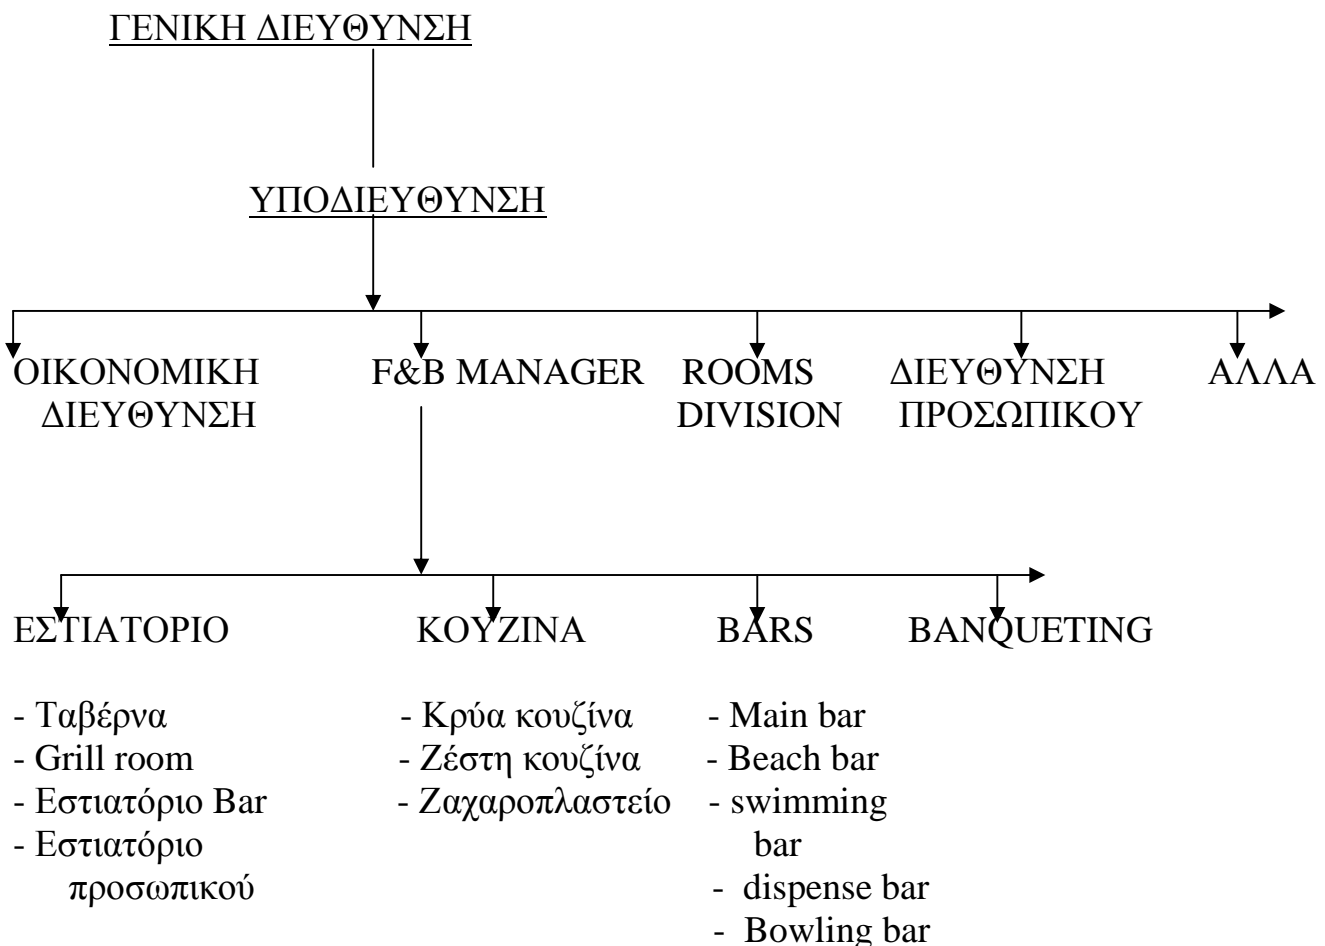 ΓΕΝΙΚΗ ΔΙΕΥΘΥΝΣΗ
ΥΠΟΔΙΕΥΘΥΝΣΗ
ΟΙΚΟΝΟΜΙΚΗ F&B MANAGER ROOMS ΔΙΕΥΘΥΝΣΗ ΑΛΛΑ
ΔΙΕΥΘΥΝΣΗ DIVISION ΠΡΟΣΩΠΙΚΟΥ
ΕΣΤΙΑΤΟΡΙΟ ΚΟΥΖΙΝΑ BARS BANQUETING
- Ταβέρνα - Κρύα κουζίνα - Main bar
- Grill room - Ζέστη κουζίνα - Beach bar
- Εστιατόριο Bar - Ζαχαροπλαστείο - swimming
- Εστιατόριο bar
προσωπικού - dispense bar
- Bowling bar